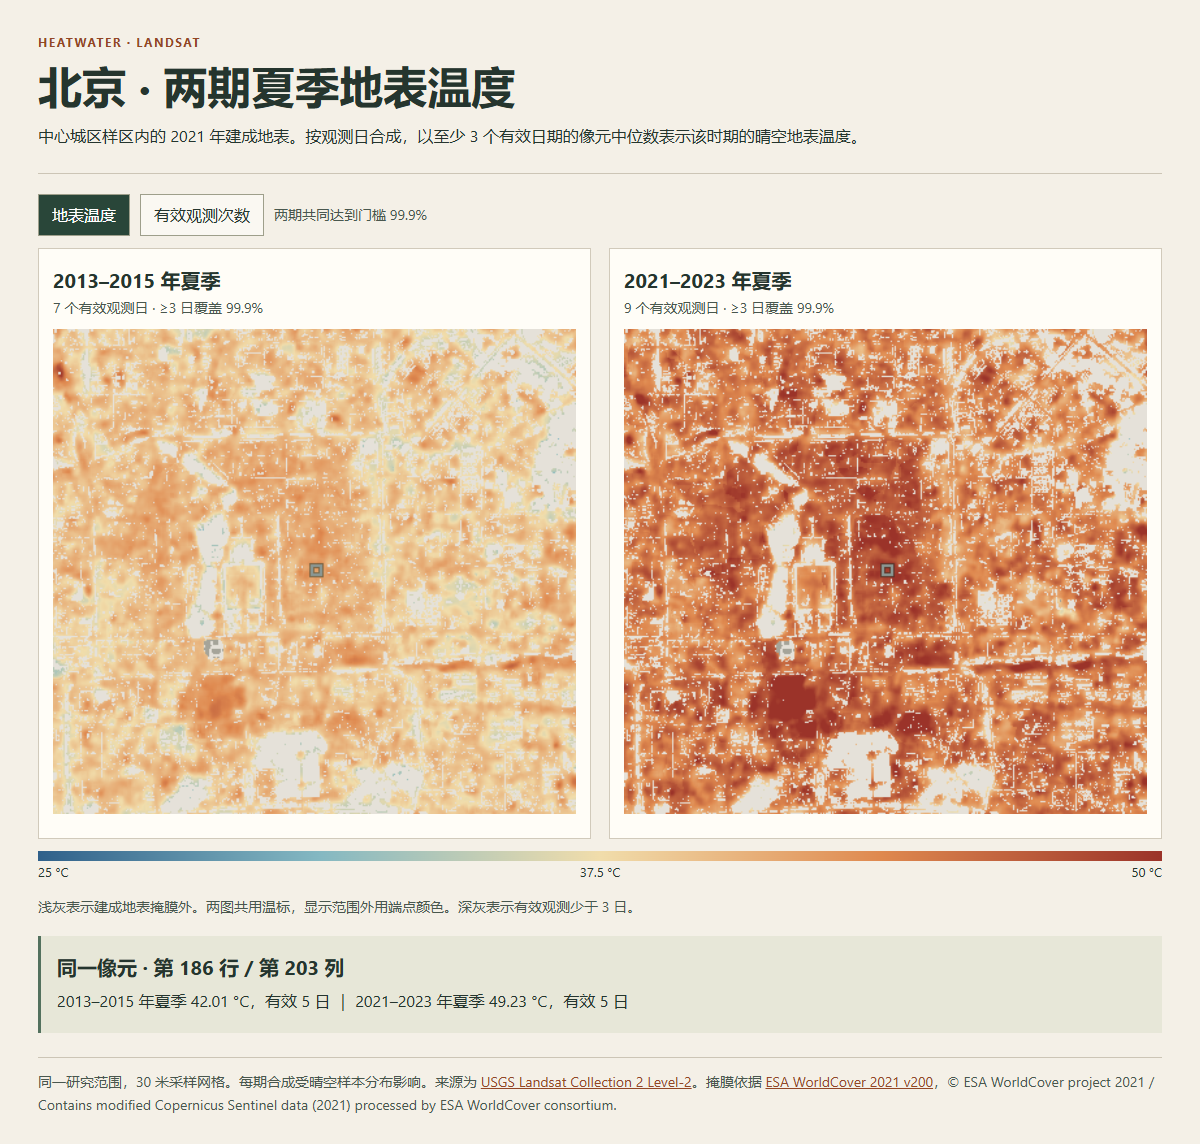 HEATWATER · LANDSAT
北京 · 两期夏季地表温度
中心城区样区内的 2021 年建成地表。按观测日合成，以至少 3 个有效日期的像元中位数表示该时期的晴空地表温度。
地表温度 有效观测次数 两期共同达到门槛 99.9%
2013–2015 年夏季
7 个有效观测日 · ≥3 日覆盖 99.9%
2021–2023 年夏季
9 个有效观测日 · ≥3 日覆盖 99.9%
25 °C 37.5 °C 50 °C
浅灰表示建成地表掩膜外。两图共用温标，显示范围外用端点颜色。深灰表示有效观测少于 3 日。
同一像元 · 第 186 行 / 第 203 列
2013–2015 年夏季 42.01 °C，有效 5 日 ｜ 2021–2023 年夏季 49.23 °C，有效 5 日
同一研究范围，30 米采样网格。每期合成受晴空样本分布影响。来源为 USGS Landsat Collection 2 Level-2。掩膜依据 ESA WorldCover 2021 v200，© ESA WorldCover project 2021 /
Contains modified Copernicus Sentinel data (2021) processed by ESA WorldCover consortium.